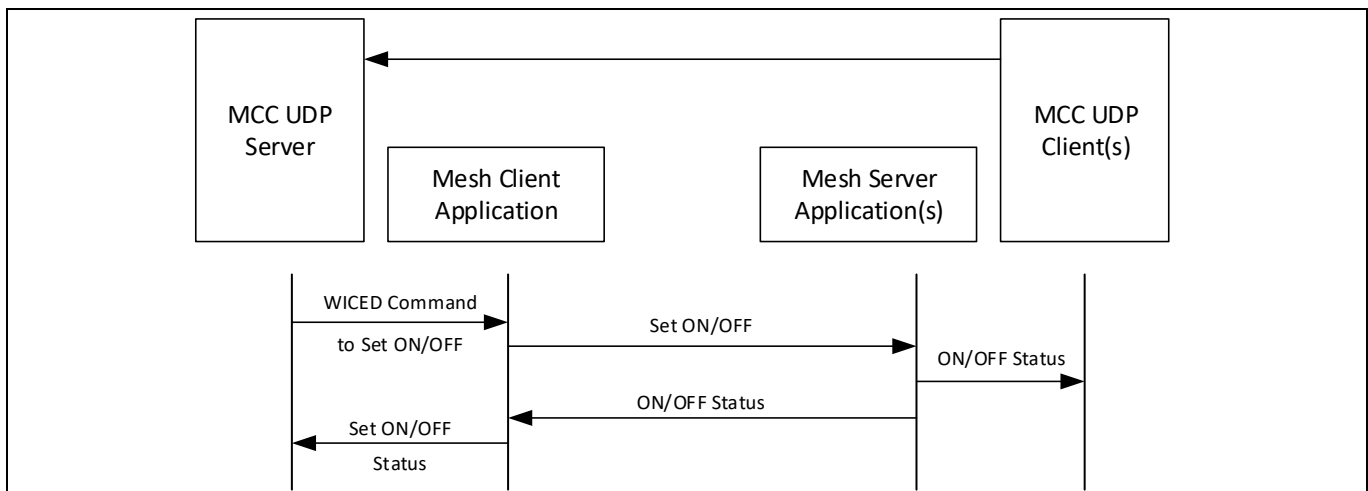 MCC UDP
Server
Mesh Client
Application
Mesh Server
Application(s)
MCC UDP
Client(s)
WICED Command
to Set ON/OFF
Set ON/OFF
ON/OFF Status
ON/OFF Status
Set ON/OFF
Status